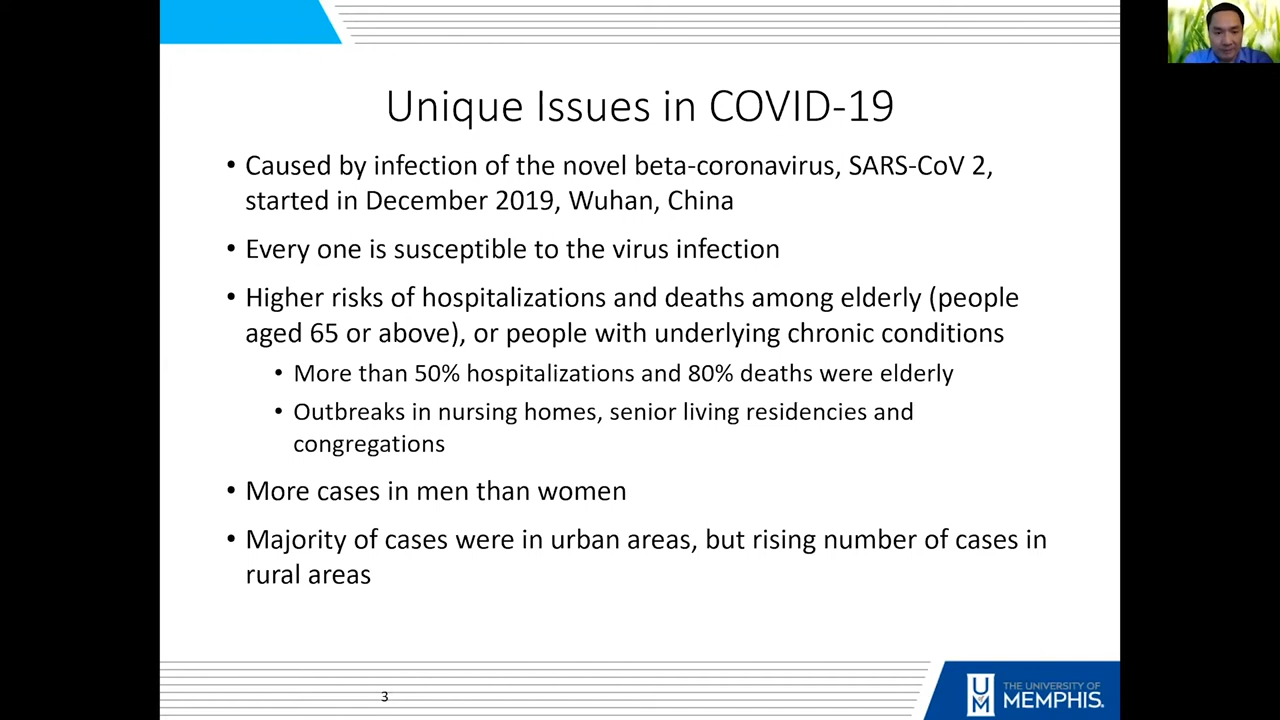 Unique Issues in COVID-19
• Caused by infection of the novel beta-coronavirus, SARS-CoV 2,
started in December 2019, Wuhan, China
• Every one is susceptible to the virus infection
• Higher risks of hospitalizations and deaths among elderly (people
aged 65 or above), or people with underlying chronic conditions
• More than 50% hospitalizations and 80% deaths were elderly
• Outbreaks in nursing homes, senior living residencies and
congregations
• More cases in men than women
• Majority of cases were in urban areas, but rising number of cases in
rural areas
3
U of M
THE UNIVERSITY OF
MEMPHIS.